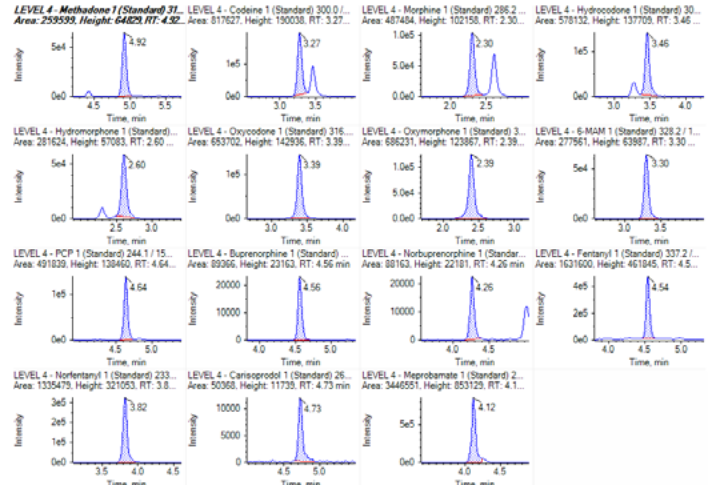 LEVEL 4 - Methadone 1 (Standard) 31...
Area: 259599, Height: 64829, RT: 4.92...
Intensity
5e4
0e0
4.92
4.5 5.0 5.5
Time, min
LEVEL 4 - Codeine 1 (Standard) 300.0 /...
Area: 817627, Height: 190038, RT: 3.27...
Intensity
1e5
0e0
3.27
3.0 3.5
Time, min
LEVEL 4 - Morphine 1 (Standard) 286.2 ...
Area: 487484, Height: 102158, RT: 2.30...
Intensity
1.0e5
5.0e4
0.0e0
2.30
2.0 2.5
Time, min
LEVEL 4 - Hydrocodone 1 (Standard) 30...
Area: 578132, Height: 137709, RT: 3.46 ...
Intensity
1e5
0e0
3.46
3.0 3.5 4.0
Time, min
LEVEL 4 - Hydromorphone 1 (Standard)...
Area: 281624, Height: 57083, RT: 2.60 ...
Intensity
5e4
0e0
2.60
2.5 3.0
Time, min
LEVEL 4 - Oxycodone 1 (Standard) 316....
Area: 653702, Height: 142936, RT: 3.39...
Intensity
1e5
0e0
3.39
3.0 3.5 4.0
Time, min
LEVEL 4 - Oxymorphone 1 (Standard) 3...
Area: 686231, Height: 123867, RT: 2.39...
Intensity
1.0e5
5.0e4
0.0e0
2.39
2.0 2.5 3.0
Time, min
LEVEL 4 - 6-MAM 1 (Standard) 328.2 / 1...
Area: 277561, Height: 63987, RT: 3.30 ...
Intensity
5e4
0e0
3.30
3.0 3.5
Time, min
LEVEL 4 - PCP 1 (Standard) 244.1 / 15...
Area: 491839, Height: 138460, RT: 4.64...
Intensity
1e5
0e0
4.64
4.5 5.0
Time, min
LEVEL 4 - Buprenorphine 1 (Standard) ...
Area: 89366, Height: 23163, RT: 4.56 min
Intensity
20000
10000
0
4.56
4.0 4.5 5.0
Time, min
LEVEL 4 - Norbuprenorphine 1 (Standar...
Area: 88163, Height: 22181, RT: 4.26 min
Intensity
20000
10000
0
4.26
4.0 4.5
Time, min
LEVEL 4 - Fentanyl 1 (Standard) 337.2 /...
Area: 1631600, Height: 461845, RT: 4.5...
Intensity
4e5
2e5
0e0
4.54
4.0 4.5 5.0
Time, min
LEVEL 4 - Norfentanyl 1 (Standard) 233...
Area: 1335479, Height: 321053, RT: 3.8...
Intensity
3e5
2e5
1e5
0e0
3.82
3.5 4.0 4.5
Time, min
LEVEL 4 - Carisoprodol 1 (Standard) 26...
Area: 50368, Height: 11739, RT: 4.73 min
Intensity
10000
5000
0
4.73
4.5 5.0
Time, min
LEVEL 4 - Meprobamate 1 (Standard) 2...
Area: 3446551, Height: 853129, RT: 4.1...
Intensity
5e5
0e0
4.12
4.0 4.5
Time, min